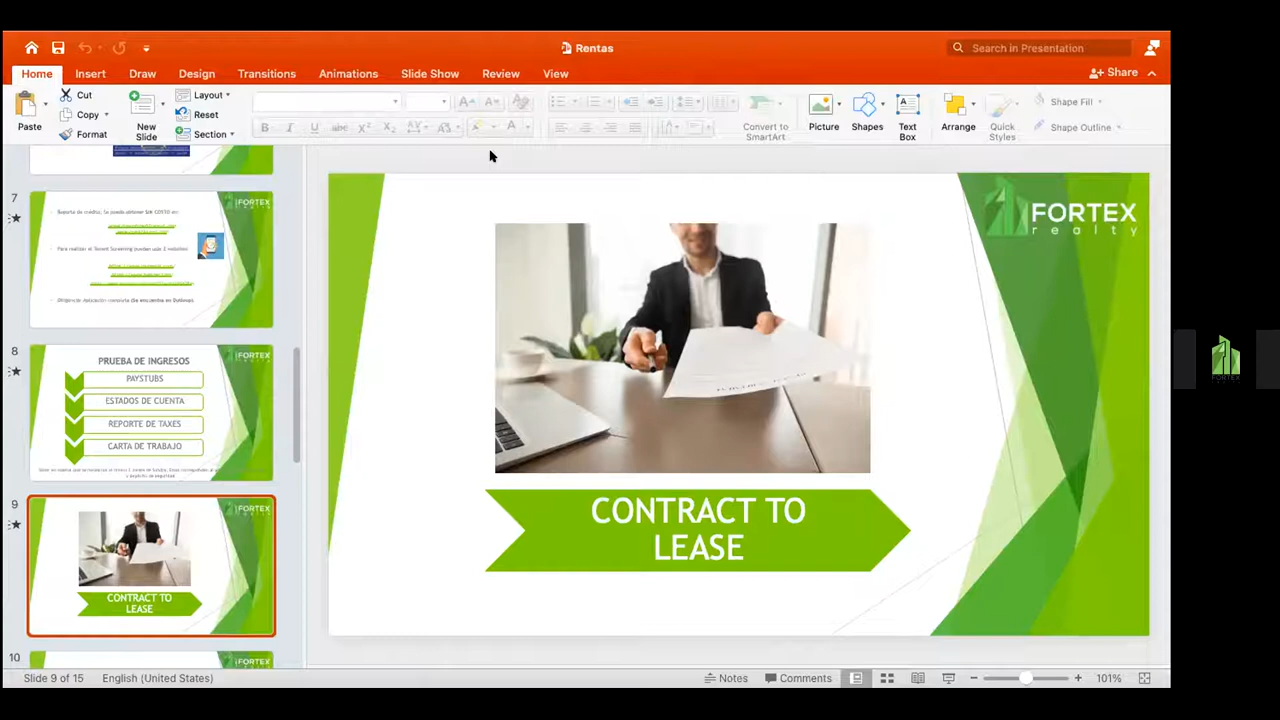 Rentas
Search in Presentation
Home Insert Draw Design Transitions Animations Slide Show Review View
Share
Paste
Cut
Copy
Format
New
Slide
Layout
Reset
Section
Convert to
SmartArt
Picture
Shapes
Text
Box
Arrange
Quick
Styles
Shape Fill
Shape Outline
7
FORTEX
8
FORTEX
PRUEBA DE INGRESOS
PAYSTUBS
ESTADOS DE CUENTA
REPORTE DE TAXES
CARTA DE TRABAJO
9
FORTEX
CONTRACT TO
LEASE
10
FORTEX
FORTEX
realty
CONTRACT TO
LEASE
FORTEX
Slide 9 of 15
English (United States)
Notes
Comments
101%